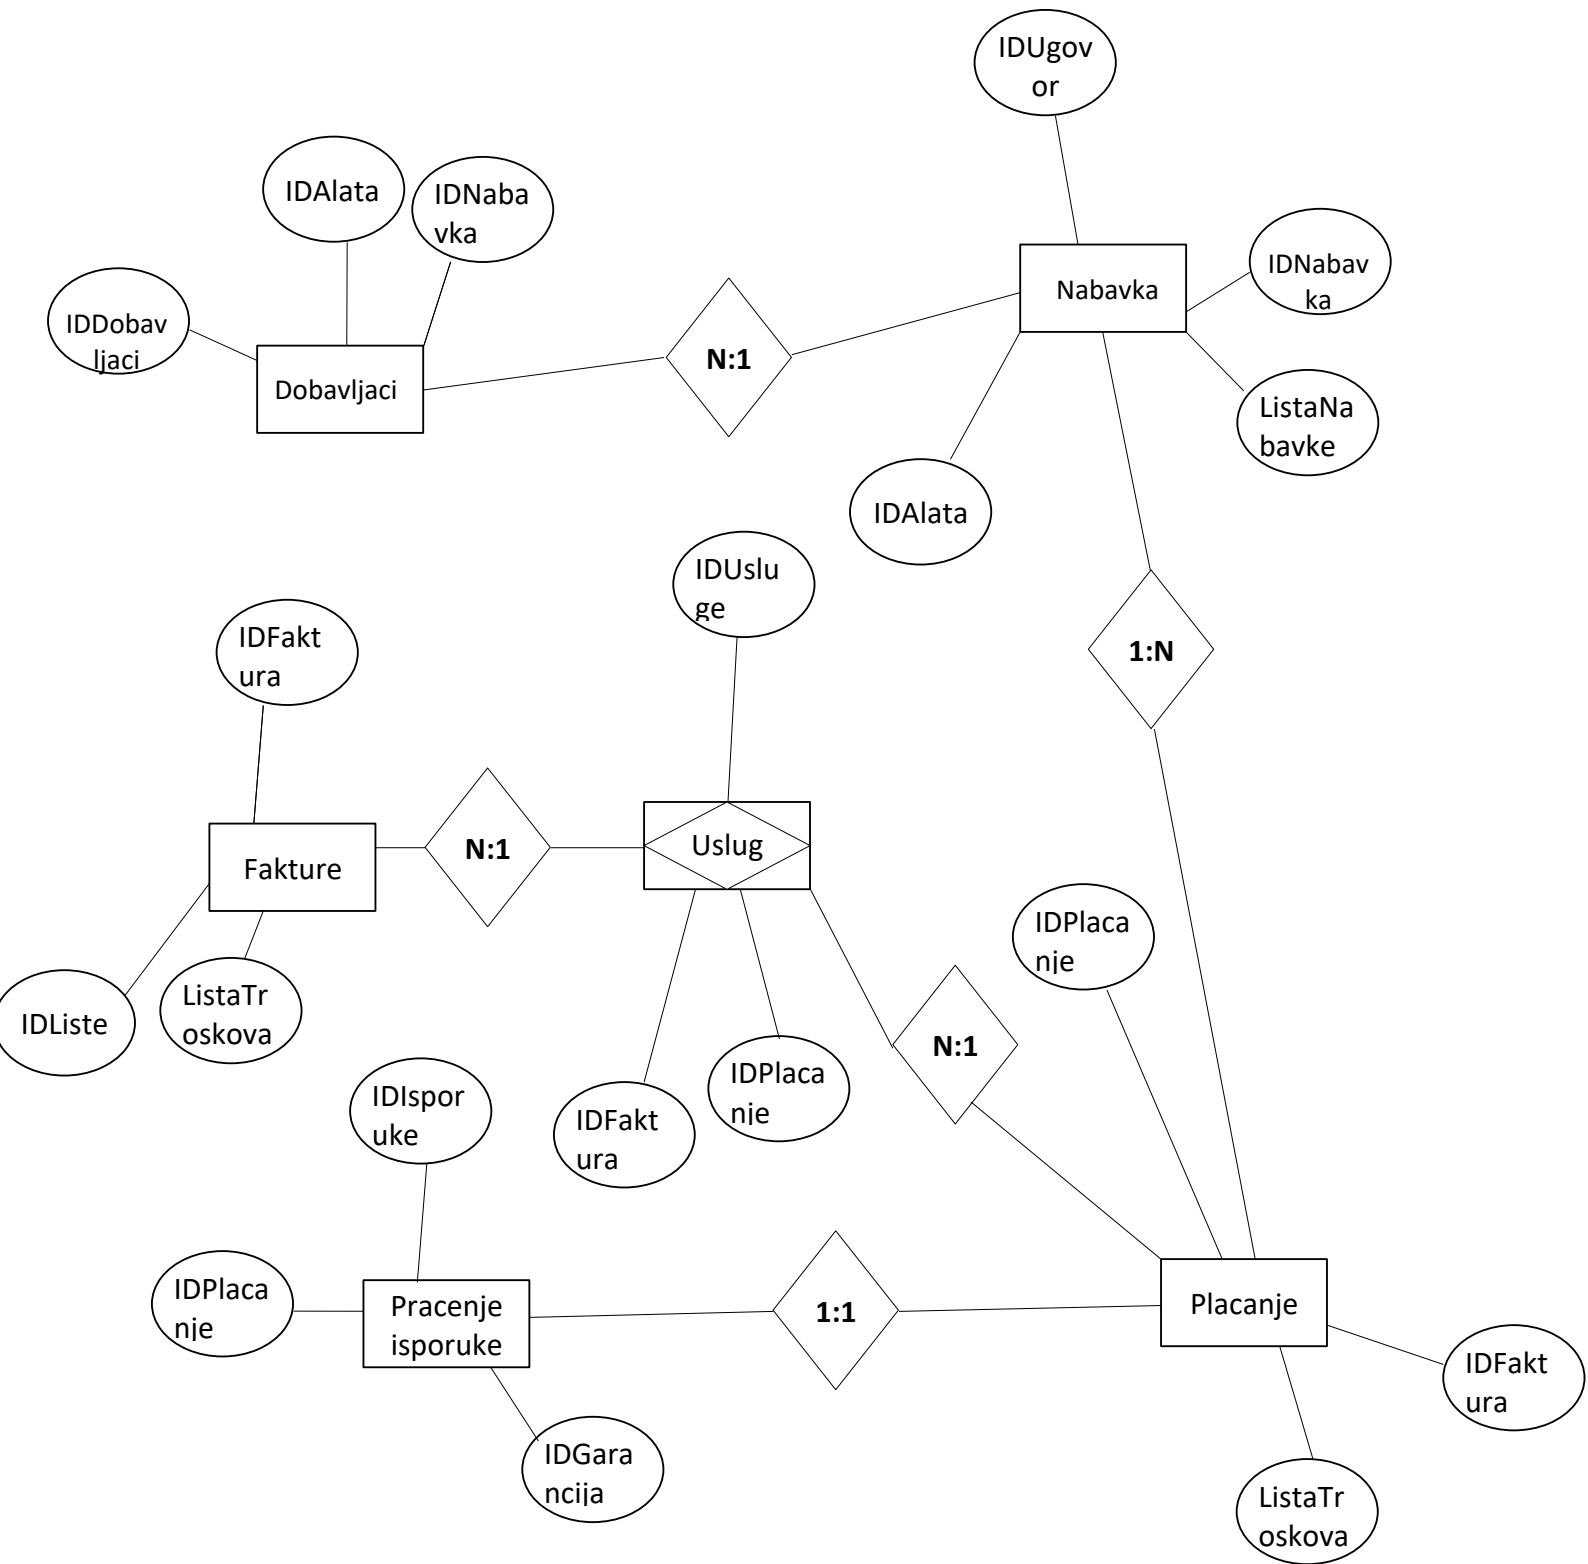 IDUgov
or
IDAlata
IDNaba
vka
IDDobav
ljaci
Dobavljaci
N:1
Nabavka
IDNabav
ka
ListaNa
bavke
IDAlata
IDUslu
ge
IDFakt
ura
1:N
Fakture
N:1
Uslug
IDListe
ListaTr
oskova
IDPlaca
nje
N:1
IDPlaca
nje
IDFakt
ura
IDIspor
uke
IDPlaca
nje
Pracenje
isporuke
1:1
Placanje
IDFakt
ura
IDGara
ncija
ListaTr
oskova